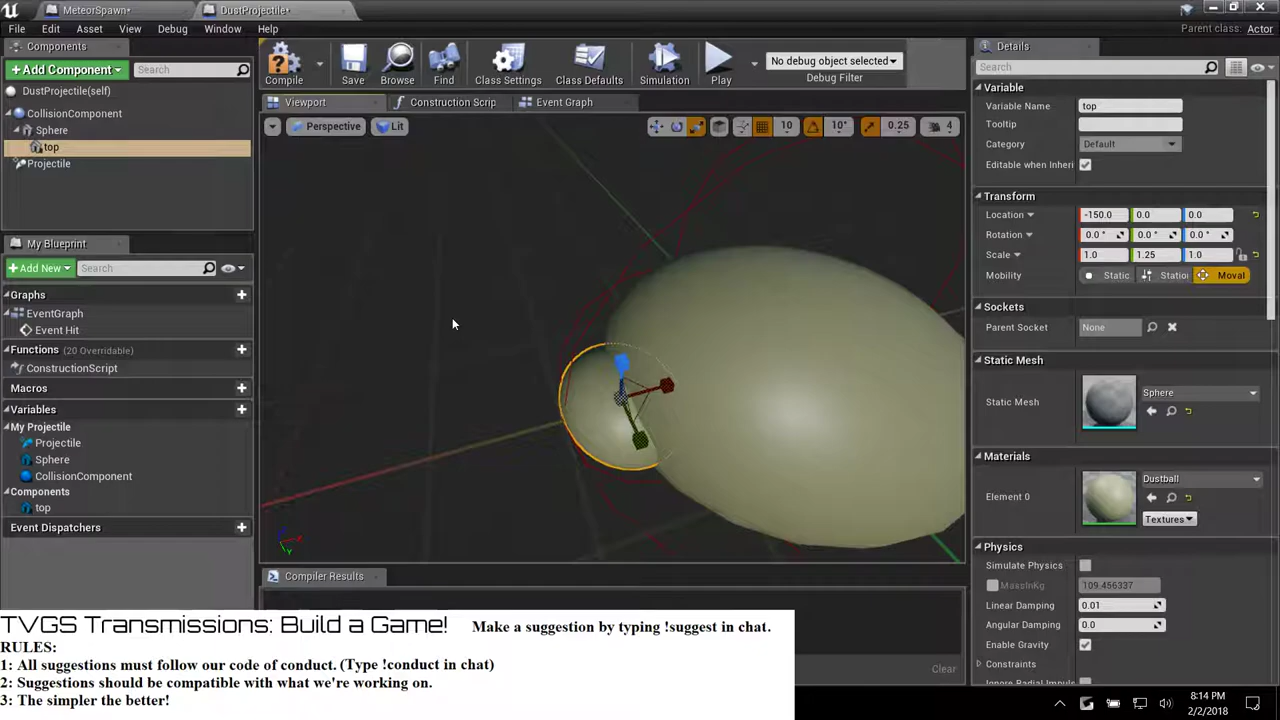 MeteorSpawn*
DustProjectile*
File Edit Asset View Debug Window Help
Parent class: Actor
Components
+Add Component
Search
DustProjectile(self)
CollisionComponent
Sphere
top
Projectile
My Blueprint
+Add New
Search
Graphs
EventGraph
Event Hit
Functions (20 Overridable)
ConstructionScript
Macros
Variables
My Projectile
Projectile
Sphere
CollisionComponent
Components
top
Event Dispatchers
Compile
Save
Browse
Find
Class Settings
Class Defaults
Simulation
Play
No debug object selected
Debug Filter
Viewport
Construction Scrip
Event Graph
Perspective
Lit
10
10°
0.25
4
Compiler Results
Clear
Details
Search
Variable
Variable Name top
Tooltip
Category Default
Editable when Inheri
Transform
Location -150.0 0.0 0.0
Rotation 0.0 ° 0.0 ° 0.0 °
Scale 1.0 1.25 1.0
Mobility Static Station Moval
Sockets
Parent Socket None
Static Mesh
Static Mesh Sphere
Materials
Element 0 Dustball
Textures
Physics
Simulate Physics
MassInKg 109.456337
Linear Damping 0.01
Angular Damping 0.0
Enable Gravity
Constraints
Ignore Radial Impuls
TVGS Transmissions: Build a Game! Make a suggestion by typing !suggest in chat.
RULES:
1: All suggestions must follow our code of conduct. (Type !conduct in chat)
2: Suggestions should be compatible with what we're working on.
3: The simpler the better!
8:14 PM
2/2/2018